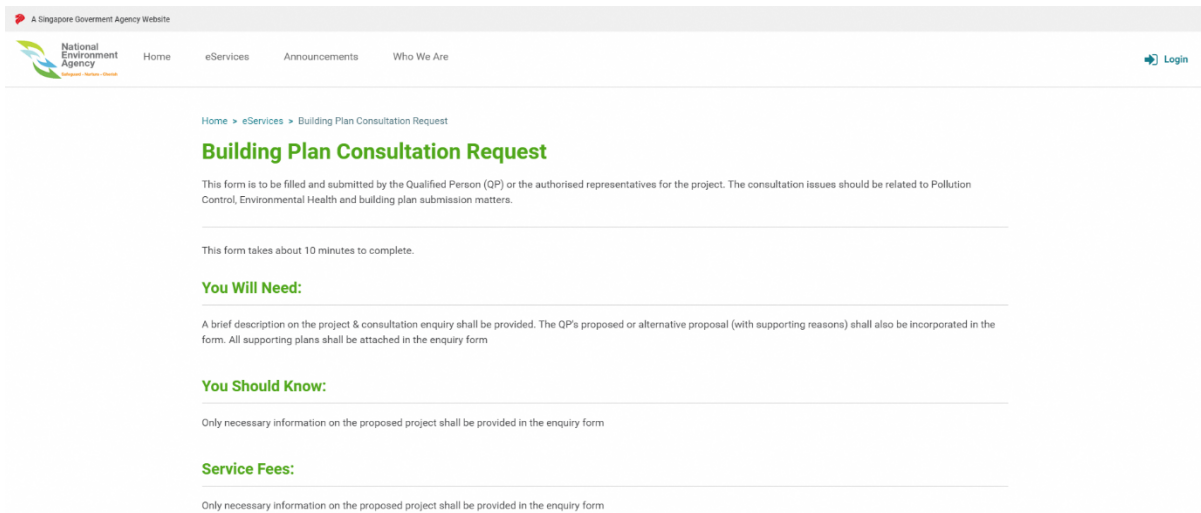 A Singapore Goverment Agency Website
National
Environment
Agency
Safeguard • Nurture • Cherish
Home eServices Announcements Who We Are
Login
Home > eServices > Building Plan Consultation Request
Building Plan Consultation Request
This form is to be filled and submitted by the Qualified Person (QP) or the authorised representatives for the project. The consultation issues should be related to Pollution
Control, Environmental Health and building plan submission matters.
This form takes about 10 minutes to complete.
You Will Need:
A brief description on the project & consultation enquiry shall be provided. The QP's proposed or alternative proposal (with supporting reasons) shall also be incorporated in the
form. All supporting plans shall be attached in the enquiry form
You Should Know:
Only necessary information on the proposed project shall be provided in the enquiry form
Service Fees:
Only necessary information on the proposed project shall be provided in the enquiry form